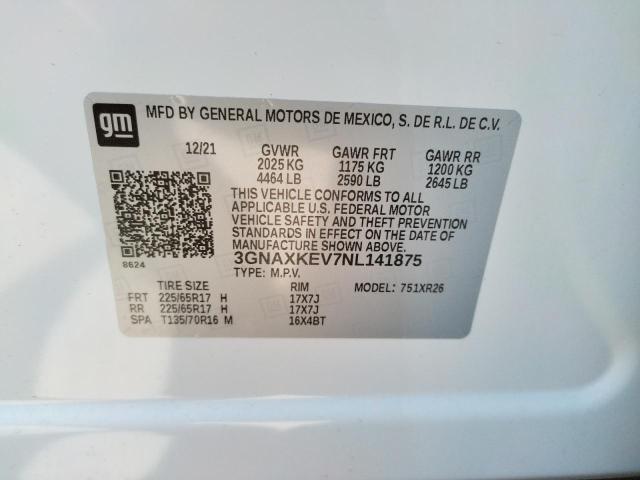 gm
MFD BY GENERAL MOTORS DE MEXICO, S. DE R.L. DE C.V.
12/21 GVWR GAWR FRT GAWR RR
2025 KG 1175 KG 1200 KG
4464 LB 2590 LB 2645 LB
THIS VEHICLE CONFORMS TO ALL
APPLICABLE U.S. FEDERAL MOTOR
VEHICLE SAFETY AND THEFT PREVENTION
STANDARDS IN EFFECT ON THE DATE OF
MANUFACTURE SHOWN ABOVE.
8624 3GNAXKEV7NL141875
TYPE: M.P.V.
TIRE SIZE RIM MODEL: 751XR26
FRT 225/65R17 H 17X7J
RR 225/65R17 H 17X7J
SPA T135/70R16 M 16X4BT